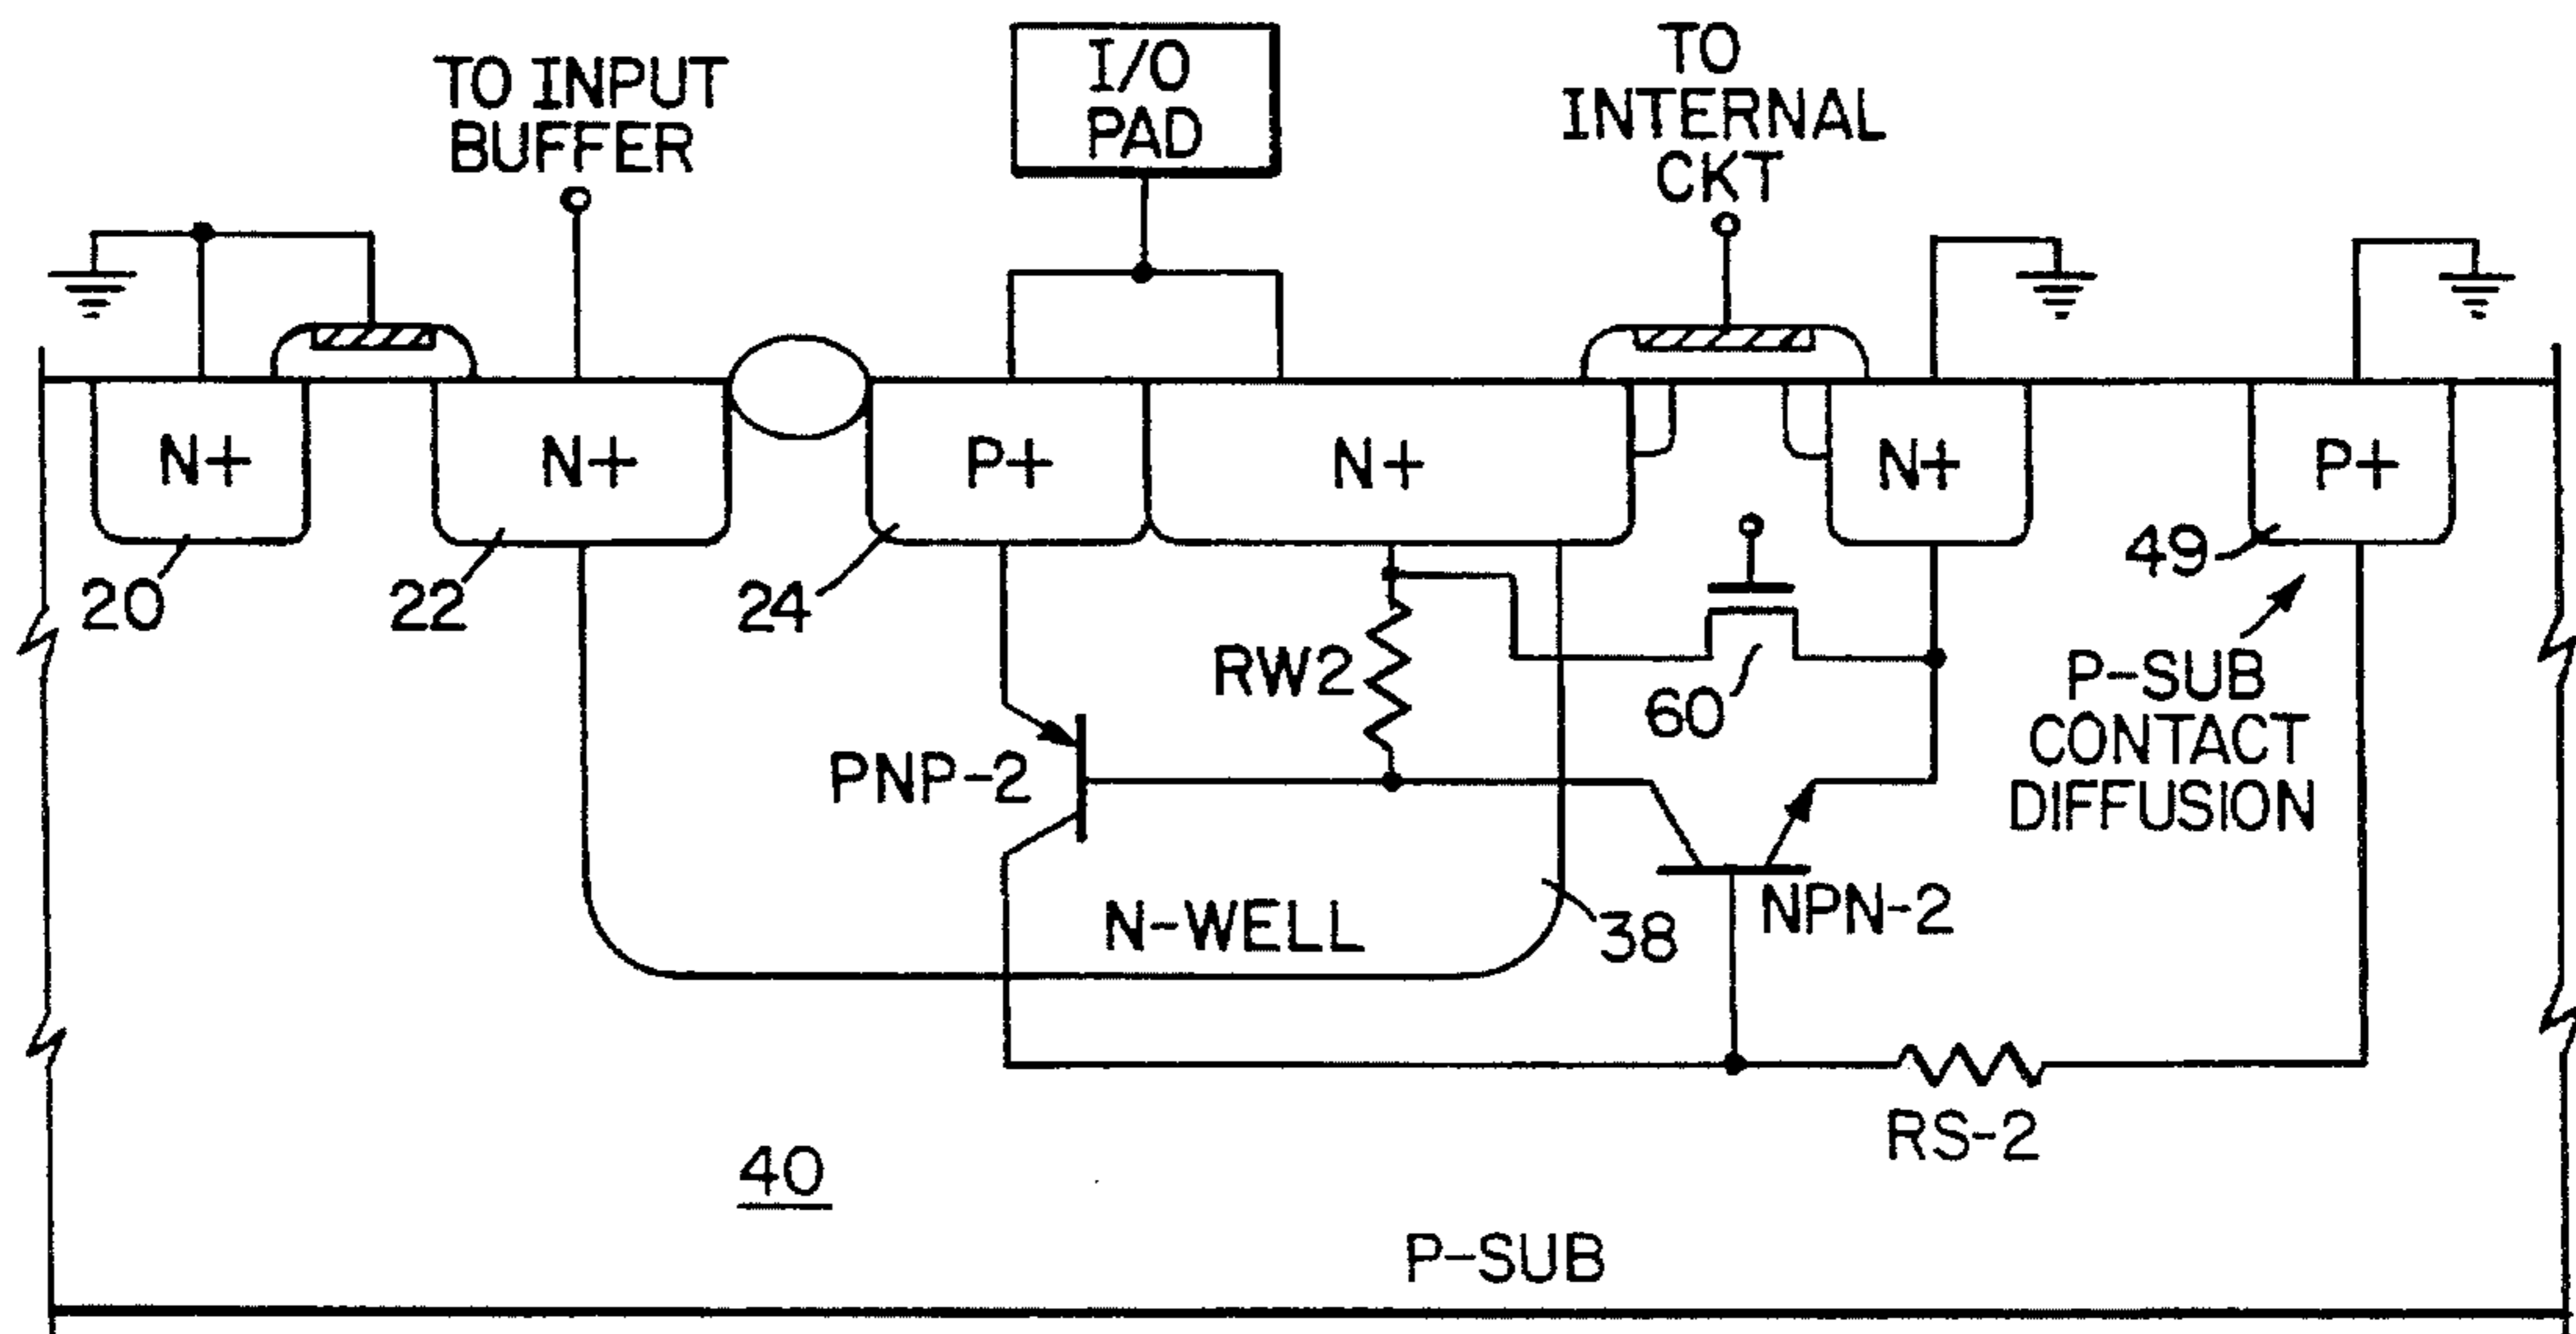 TO INPUT
BUFFER
I/O
PAD
TO
INTERNAL
CKT
N+
N+
P+
N+
N+
P+
20
22
24
RW2
60
49
P-SUB
CONTACT
DIFFUSION
PNP-2
N-WELL
38
NPN-2
RS-2
40
P-SUB